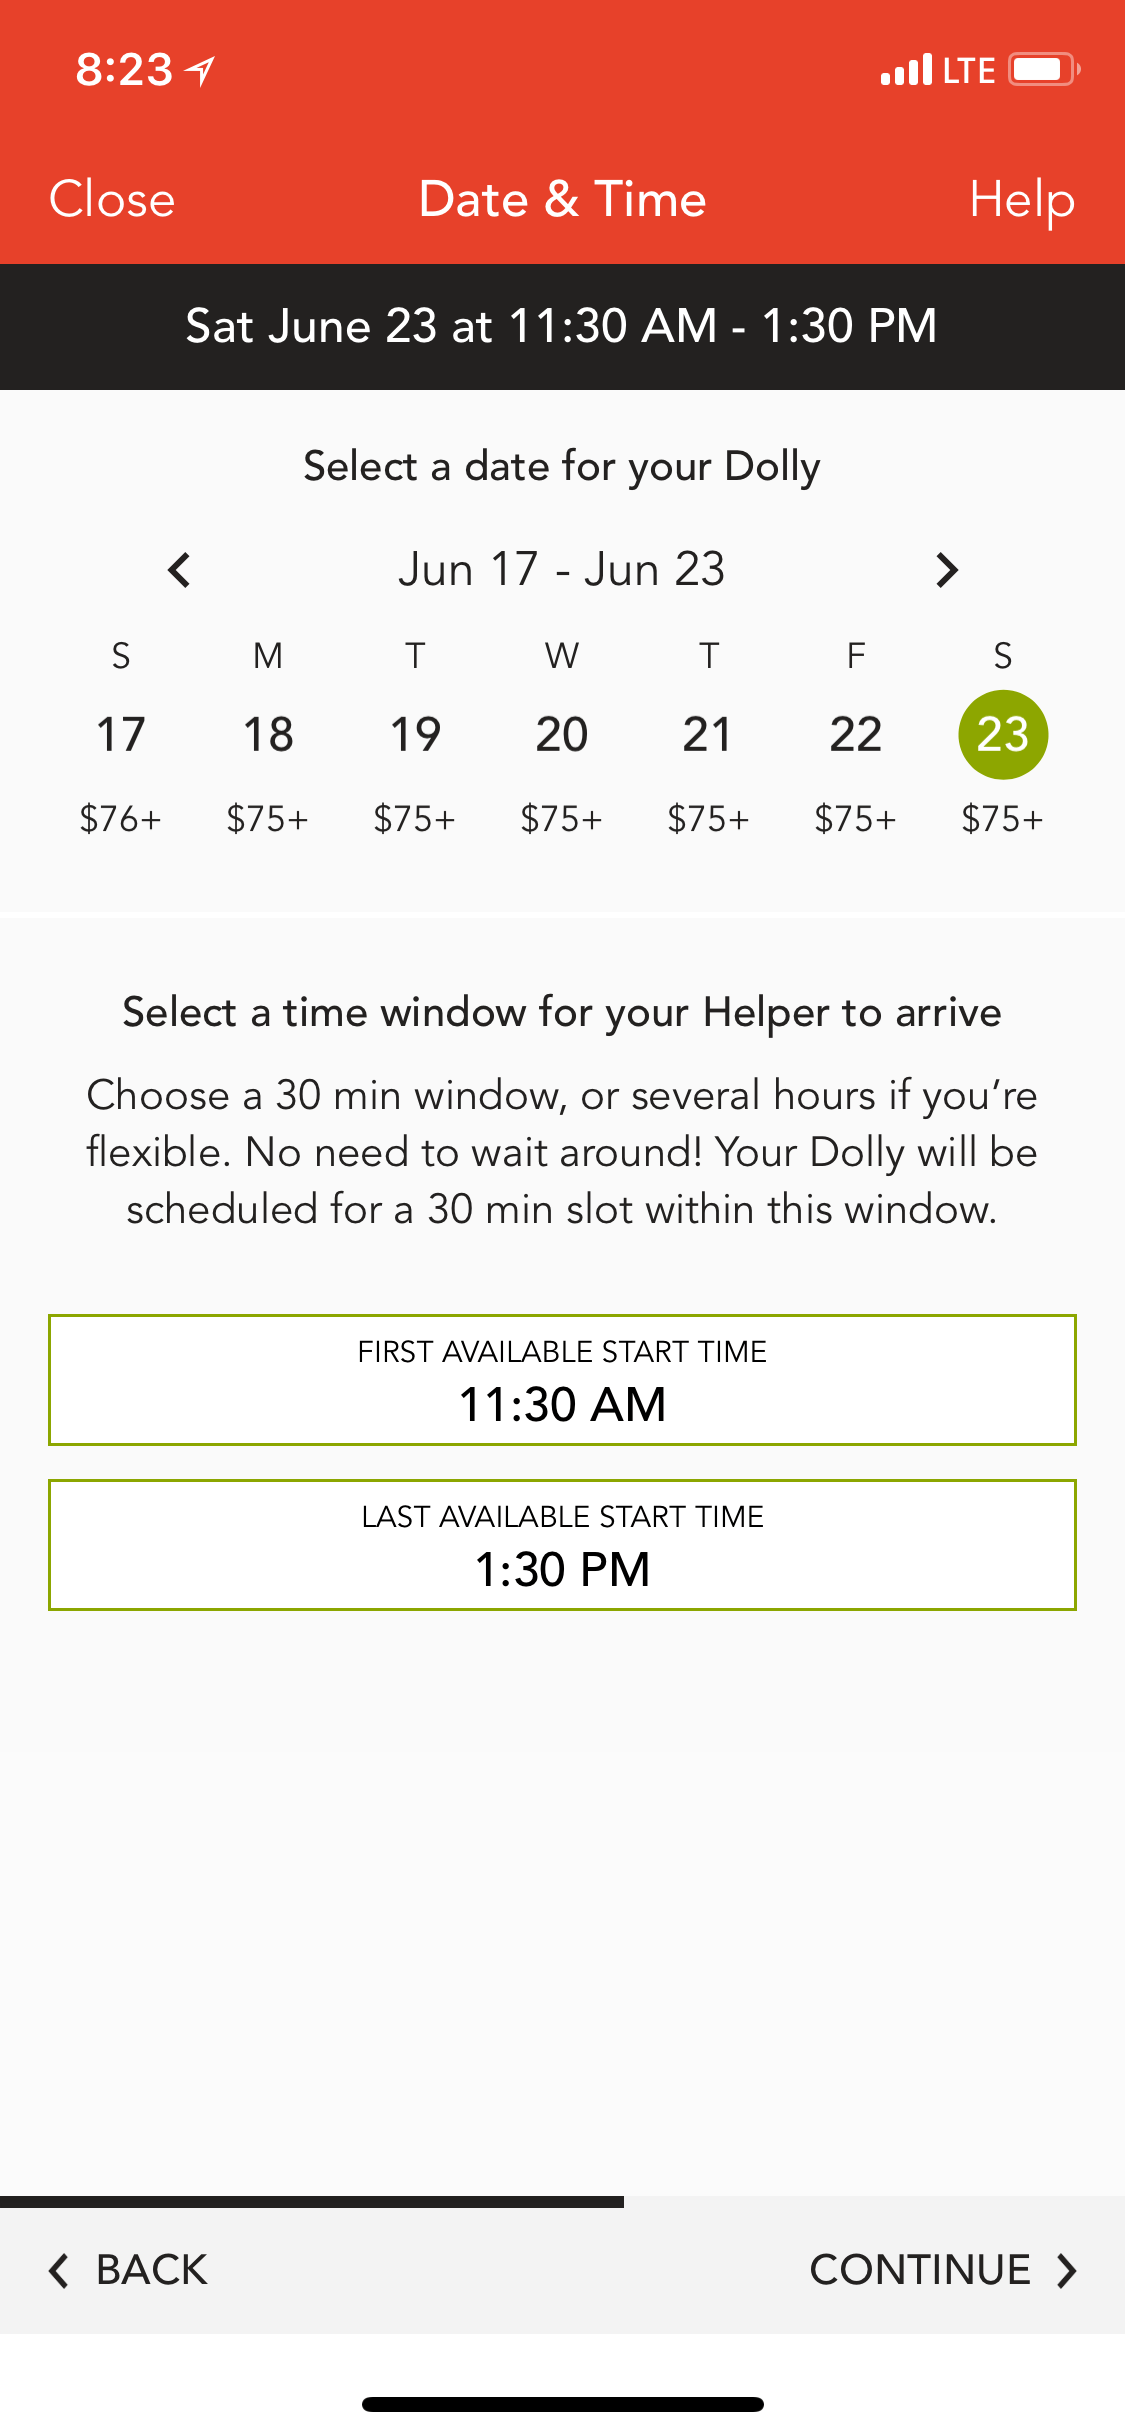 8:23
LTE
Close
Date & Time
Help
Sat June 23 at 11:30 AM - 1:30 PM
Select a date for your Dolly
Jun 17 - Jun 23
S M T W T F S
17 18 19 20 21 22 23
$76+ $75+ $75+ $75+ $75+ $75+ $75+
Select a time window for your Helper to arrive
Choose a 30 min window, or several hours if you’re
flexible. No need to wait around! Your Dolly will be
scheduled for a 30 min slot within this window.
FIRST AVAILABLE START TIME
11:30 AM
LAST AVAILABLE START TIME
1:30 PM
BACK
CONTINUE